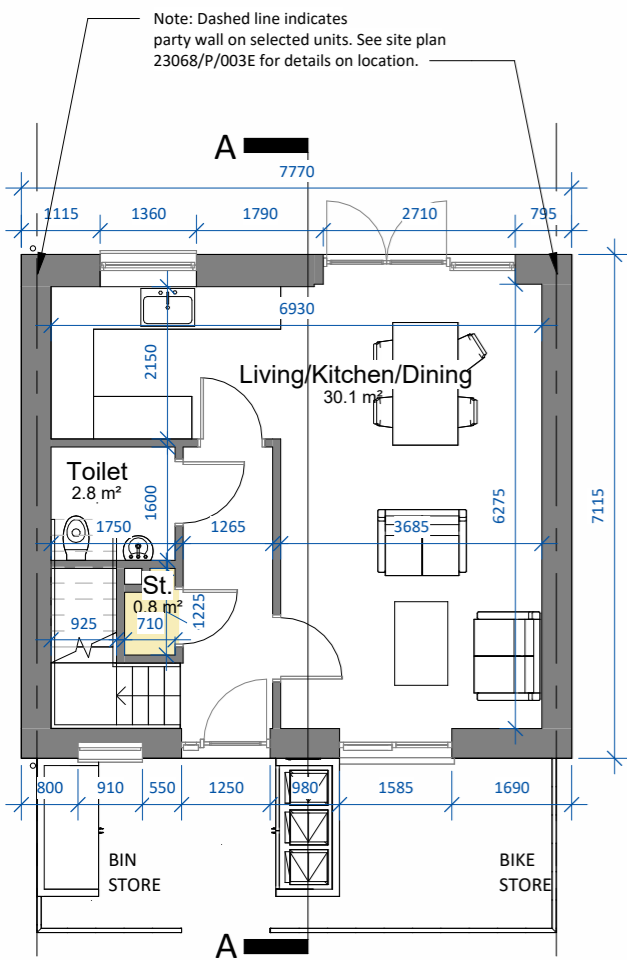 Note: Dashed line indicates
party wall on selected units. See site plan
23068/P/003E for details on location.
A
7770
1115
1360
1790
2710
795
6930
2150
Living/Kitchen/Dining
30.1 m²
Toilet
2.8 m²
1600
6275
7115
1750
1265
3685
St.
0.8 m²
1225
925
710
800
910
550
1250
980
1585
1690
BIN
STORE
BIKE
STORE
A